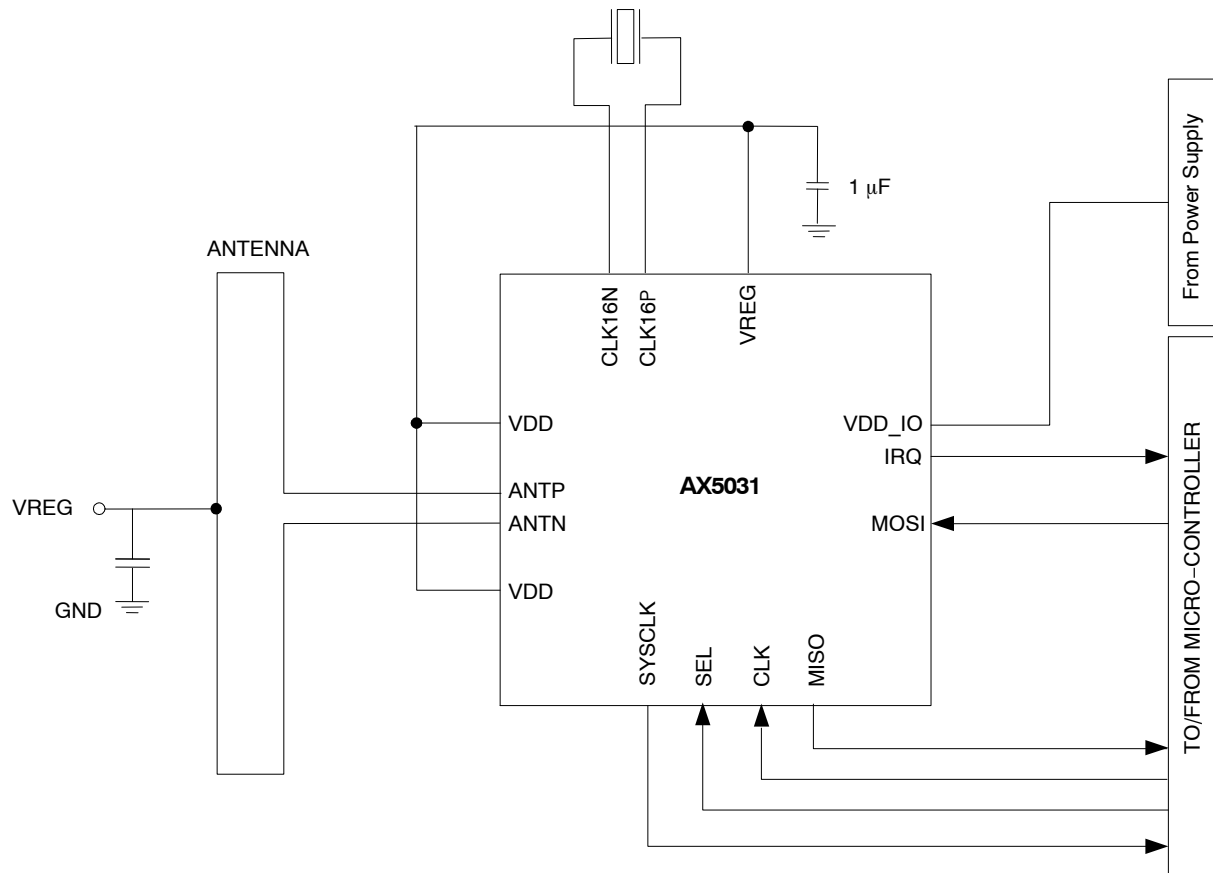 1 μF
From Power Supply
ANTENNA
CLK16N
CLK16P
VREG
VDD
VDD_IO
IRQ
ANTP
AX5031
VREG
ANTN
MOSI
VDD
GND
SYSCLK
SEL
CLK
MISO
TO/FROM MICRO−CONTROLLER